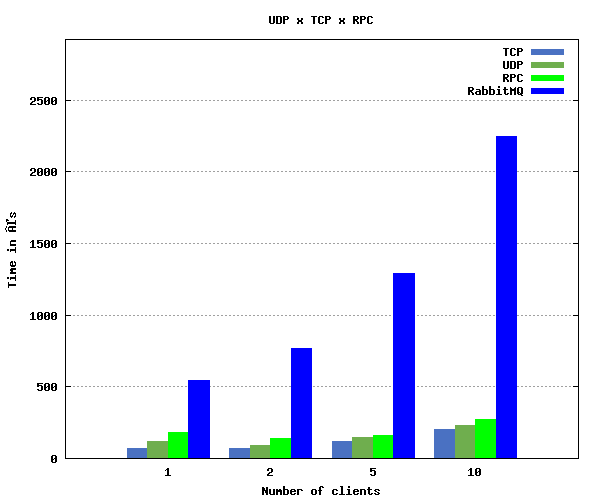 UDP x TCP x RPC
TCP
UDP
RPC
RabbitMQ
2500
2000
1500
1000
500
0
Time in
1
2
5
10
Number of clients